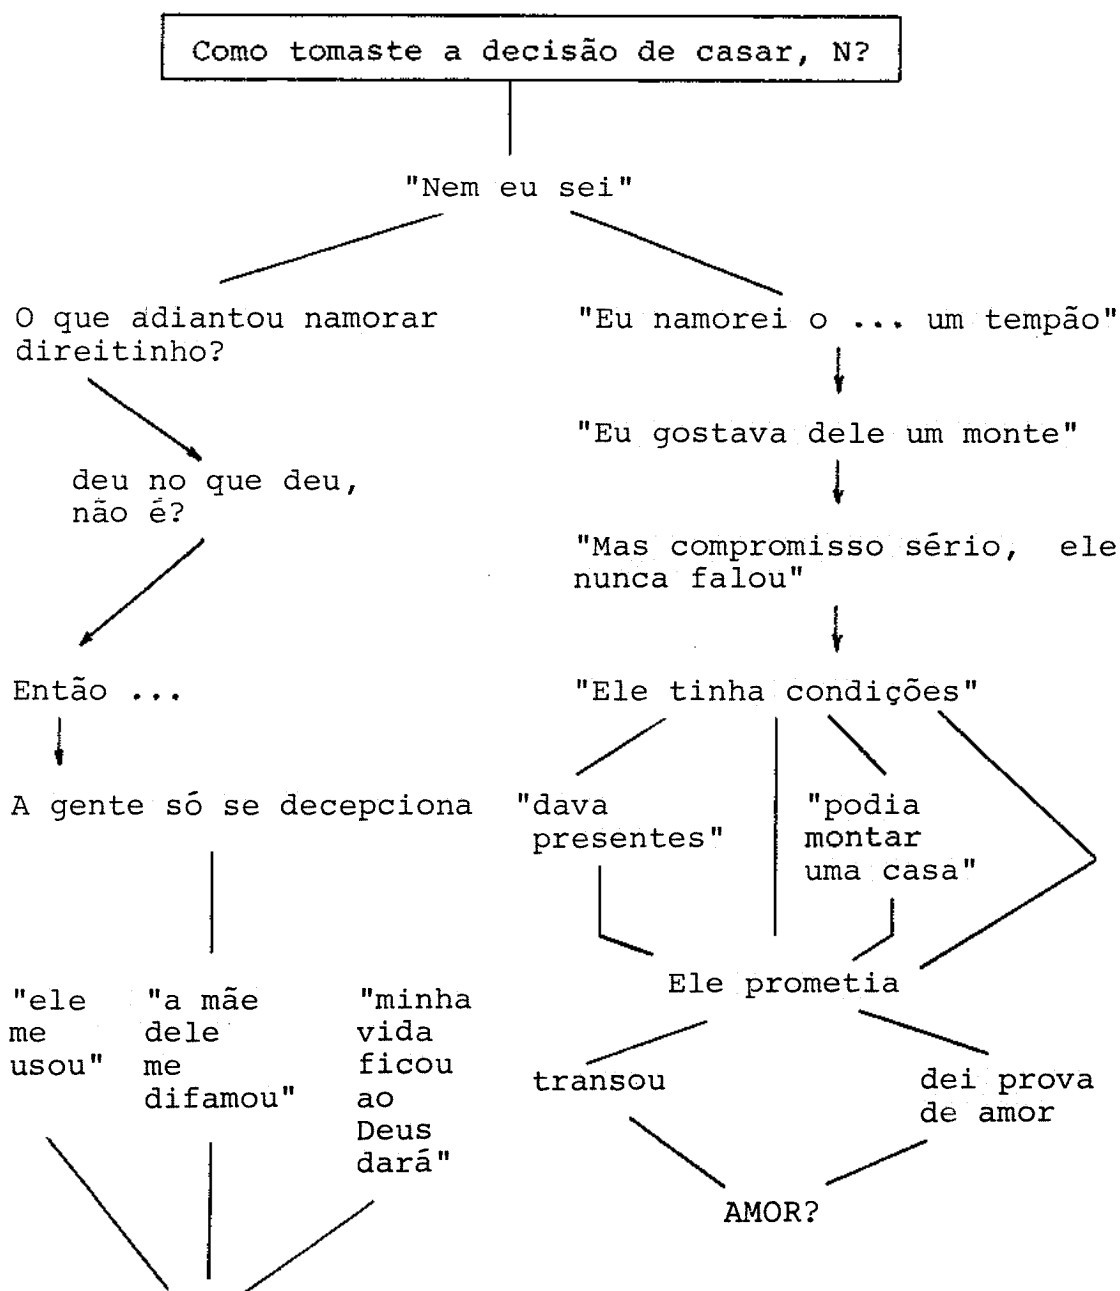 Como tomaste a decisão de casar, N?
"Nem eu sei"
O que adiantou namorar
direitinho?
deu no que deu,
não é?
Então ...
A gente só se decepciona
"ele
me
usou"
"a mãe
dele
me
difamou"
"minha
vida
ficou
ao
Deus
dará"
"Eu namorei o ... um tempão"
"Eu gostava dele um monte"
"Mas compromisso sério, ele
nunca falou"
"Ele tinha condições"
"dava
presentes"
"podia
montar
uma casa"
Ele prometia
transou
dei prova
de amor
AMOR?